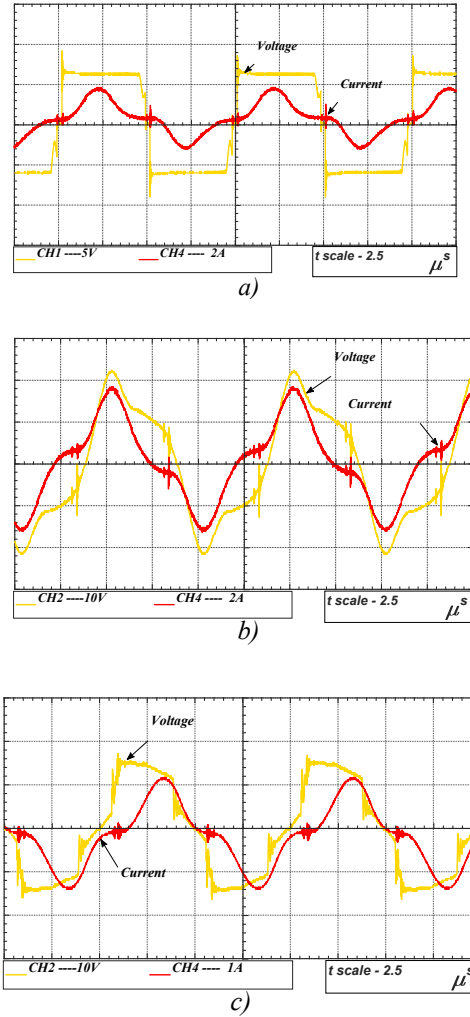 Voltage
Current
CH1 ----5V CH4 ---- 2A
t scale - 2.5 μs
a)
Voltage
Current
CH2 ----10V CH4 ---- 2A
t scale - 2.5 μs
b)
Voltage
Current
CH2 ----10V CH4 ---- 1A
t scale - 2.5 μs
c)